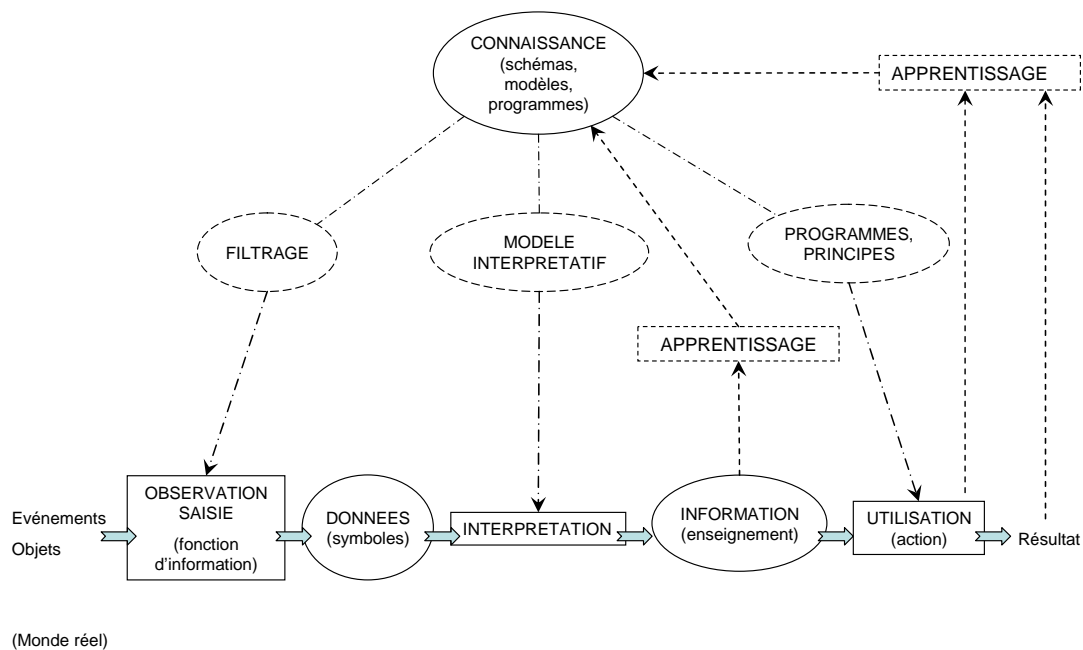 CONNAISSANCE
(schémas,
modèles,
programmes)
APPRENTISSAGE
FILTRAGE
MODELE
INTERPRETATIF
PROGRAMMES,
PRINCIPES
APPRENTISSAGE
Evénements
Objets
OBSERVATION
SAISIE
(fonction
d'information)
DONNEES
(symboles)
INTERPRETATION
INFORMATION
(enseignement)
UTILISATION
(action)
Résultat
(Monde réel)